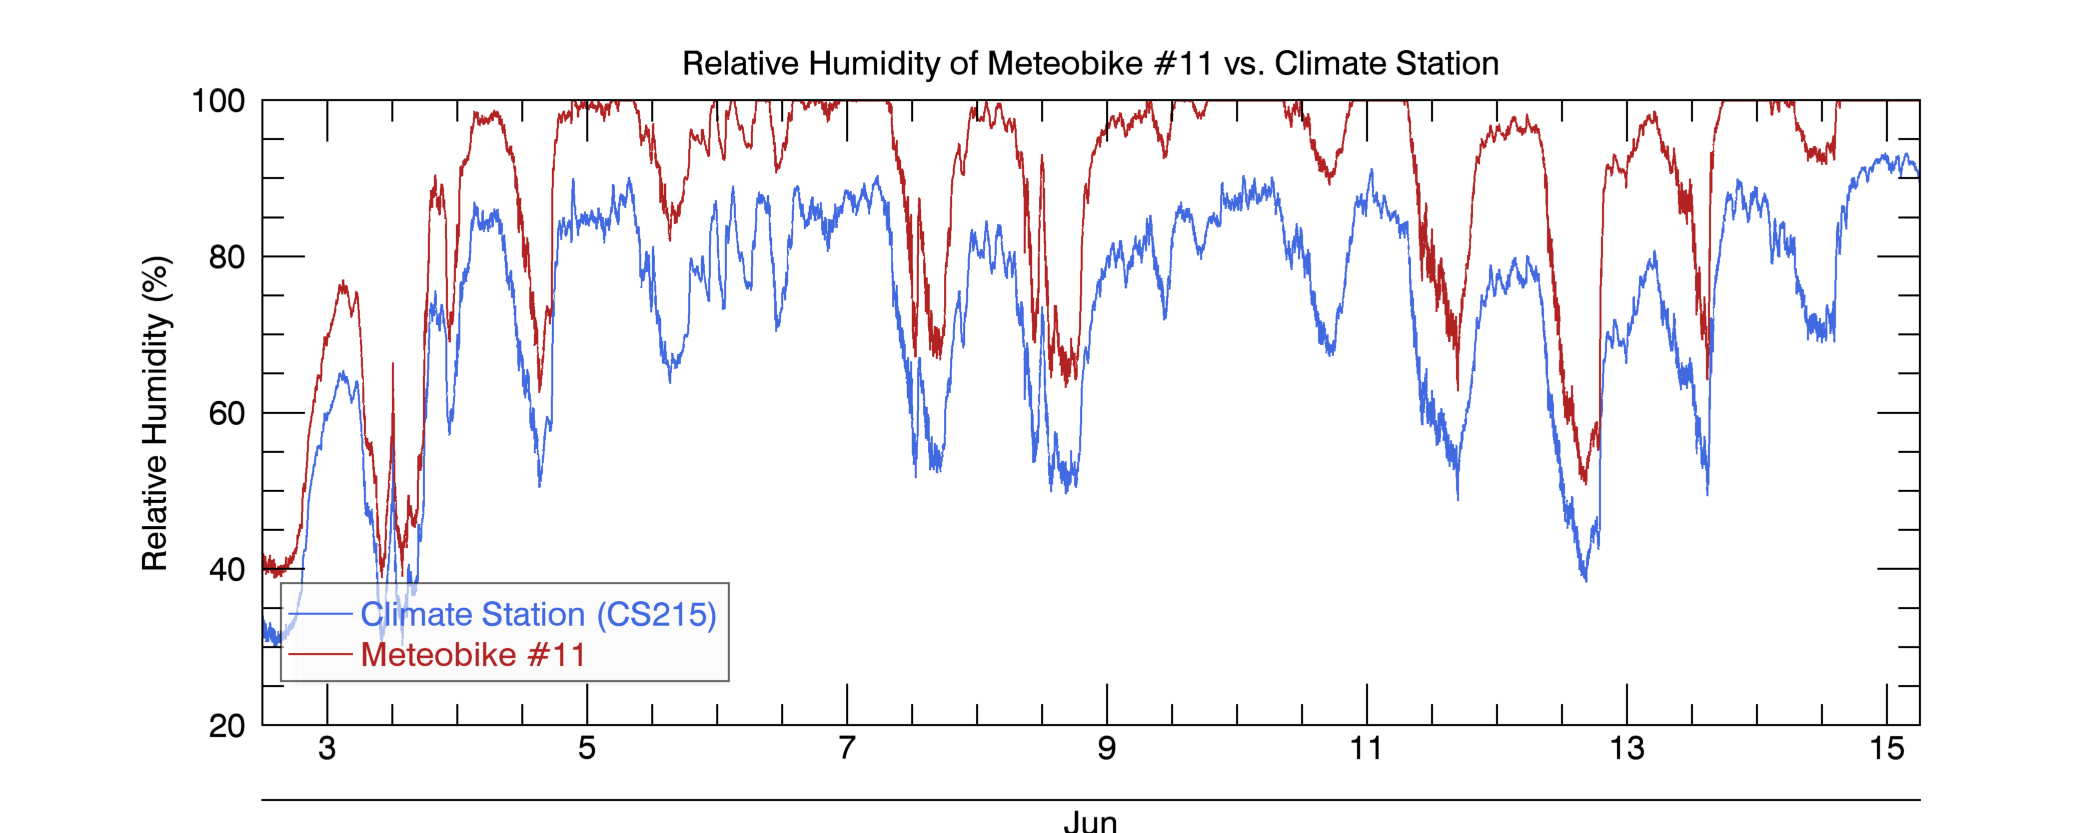 Relative Humidity of Meteobike #11 vs. Climate Station
Relative Humidity (%)
100
80
60
40
20
Climate Station (CS215)
Meteobike #11
3 5 7 9 11 13 15
Jun